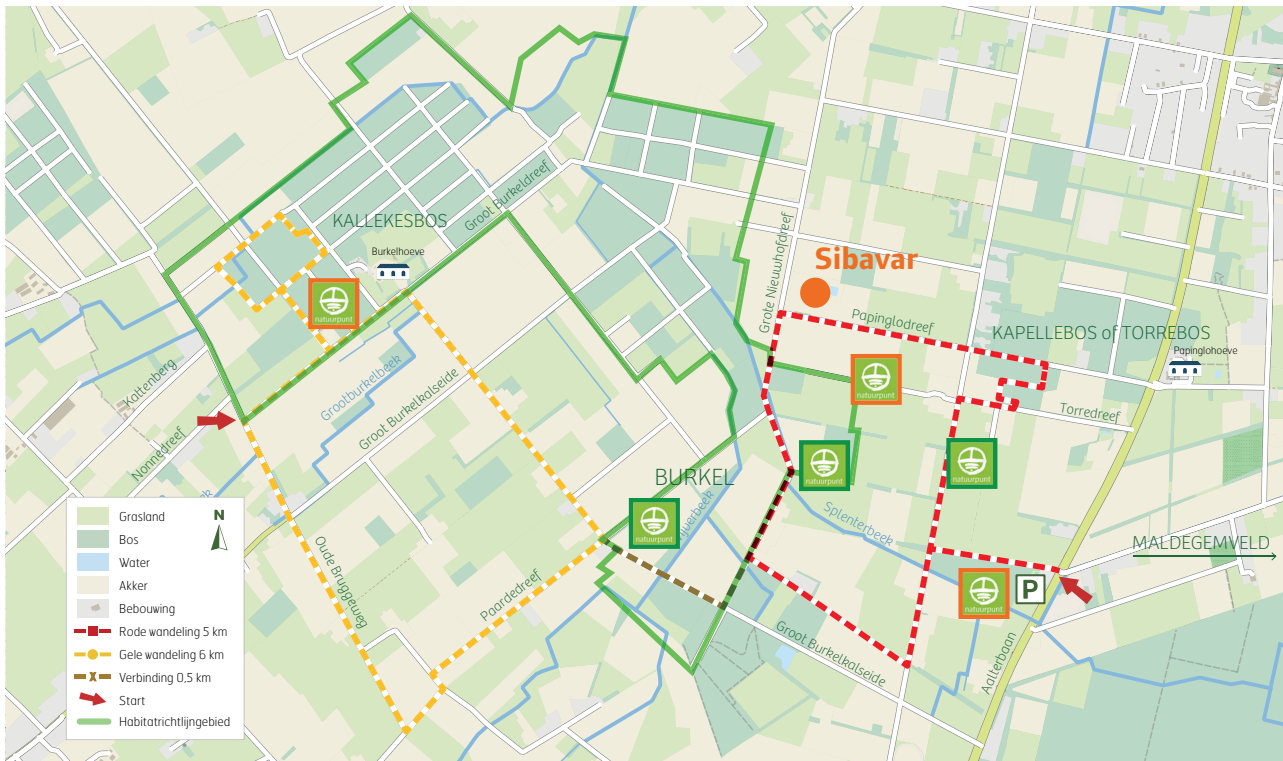 KALLEKESBOS
Groot Burkeldreef
Burkelhoeve
natuurpunt
Grote Nieuwhofdreef
Sibavar
Papinglodreef
KAPELLEBOS of TORREBOS
Papinglohoeve
natuurpunt
Torredreef
Kattenberg
Nonnedreef
Grootburkelbeek
Groot Burkelkalseide
BURKEL
natuurpunt
natuurpunt
natuurpunt
Splenterbeek
MALDEGEMVELD
Oude Brugsebaan
Paardedreef
Groot Burkelkalseide
natuurpunt
P
Aalterbaan
N
Grasland
Bos
Water
Akker
Bebouwing
Rode wandeling 5 km
Gele wandeling 6 km
Verbinding 0,5 km
Start
Habitatrichtlijngebied